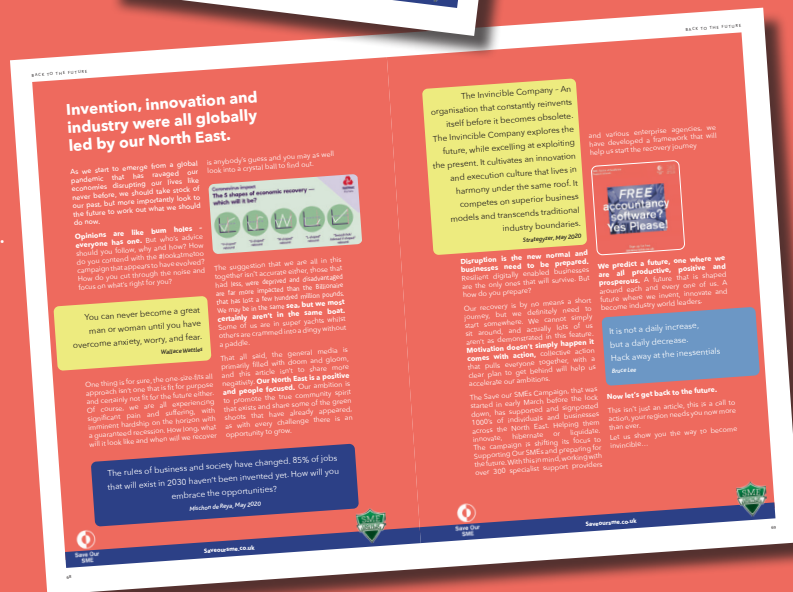 BACK TO THE FUTURE
Invention, innovation and
industry were all globally
led by our North East.
As we start to emerge from a global
pandemic that has ravaged our
economies disrupting our lives like
never before, we should take stock of
our past, but more importantly look to
the future to work out what we should
do now.
Opinions are like bum holes –
everyone has one. But who's advice
should you follow, why and how? How
do you contend with the #lookatmetoo
campaign that appears to have evolved?
How do you cut through the noise and
focus on what's right for you?
You can never become a great
man or woman until you have
overcome anxiety, worry, and fear.
Wallace Wattles
One thing is for sure, the one-size-fits all
approach isn't one that is fit for purpose
and certainly not for the future either.
Of course, we are all experiencing
significant pain and suffering, with
imminent hardship on the horizon with
a guaranteed recession. How long, what
will it look like and when will we recover
is anybody's guess and you may as well
look into a crystal ball to find out.
Coronavirus impact
The 5 shapes of economic recovery —
which will it be?
The suggestion that we are all in this
together isn't accurate either, those that
had less, were deprived and disadvantaged
are far more impacted than the Billionaire
that has lost a few hundred million pounds.
We may be in the same sea, but we most
certainly aren't in the same boat.
Some of us are in super yachts whilst
others are crammed into a dingy without
a paddle.
That all said, the general media is
primarily filled with doom and gloom,
and this article isn't to share more
negativity. Our North East is a positive
and people focused. Our ambition is
to promote the true community spirit
that exists and share some of the green
shoots that have already appeared,
as with every challenge there is an
opportunity to grow.
The rules of business and society have changed. 85% of jobs
that will exist in 2030 haven't been invented yet. How will you
embrace the opportunities?
Mischon de Reya, May 2020
Save Our
SME
Saveoursme.co.uk
SME
BACK TO THE FUTURE
The Invincible Company – An
organisation that constantly reinvents
itself before it becomes obsolete.
The Invincible Company explores the
future, while excelling at exploiting
the present. It cultivates an innovation
and execution culture that lives in
harmony under the same roof. It
competes on superior business
models and transcends traditional
industry boundaries.
Strategyzer, May 2020
Disruption is the new normal and
businesses need to be prepared.
Resilient digitally enabled businesses
are the only ones that will survive. But
how do you prepare?
Our recovery is by no means a short
journey, but we definitely need to
start somewhere. We cannot simply
sit around, and actually lots of us
aren't as demonstrated in this feature.
Motivation doesn't simply happen it
comes with action, collective action
that pulls everyone together, with a
clear plan to get behind will help us
accelerate our ambitions.
The Save our SMEs Campaign, that was
started in early March before the lock
down, has supported and signposted
1000's of individuals and businesses
across the North East. Helping them
innovate, hibernate or liquidate.
The campaign is shifting its focus to
Supporting Our SMEs and preparing for
the future. With this in mind, working with
over 300 specialist support providers
and various enterprise agencies, we
have developed a framework that will
help us start the recovery journey
FREE
accountancy
software?
Yes Please!
We predict a future, one where we
are all productive, positive and
prosperous. A future that is shaped
around each and every one of us. A
future where we invent, innovate and
become industry world leaders.
It is not a daily increase,
but a daily decrease.
Hack away at the inessentials
Bruce Lee
Now let's get back to the future.
This isn't just an article, this is a call to
action, your region needs you now more
than ever.
Let us show you the way to become
invincible...
Save Our
SME
Saveoursme.co.uk
SME